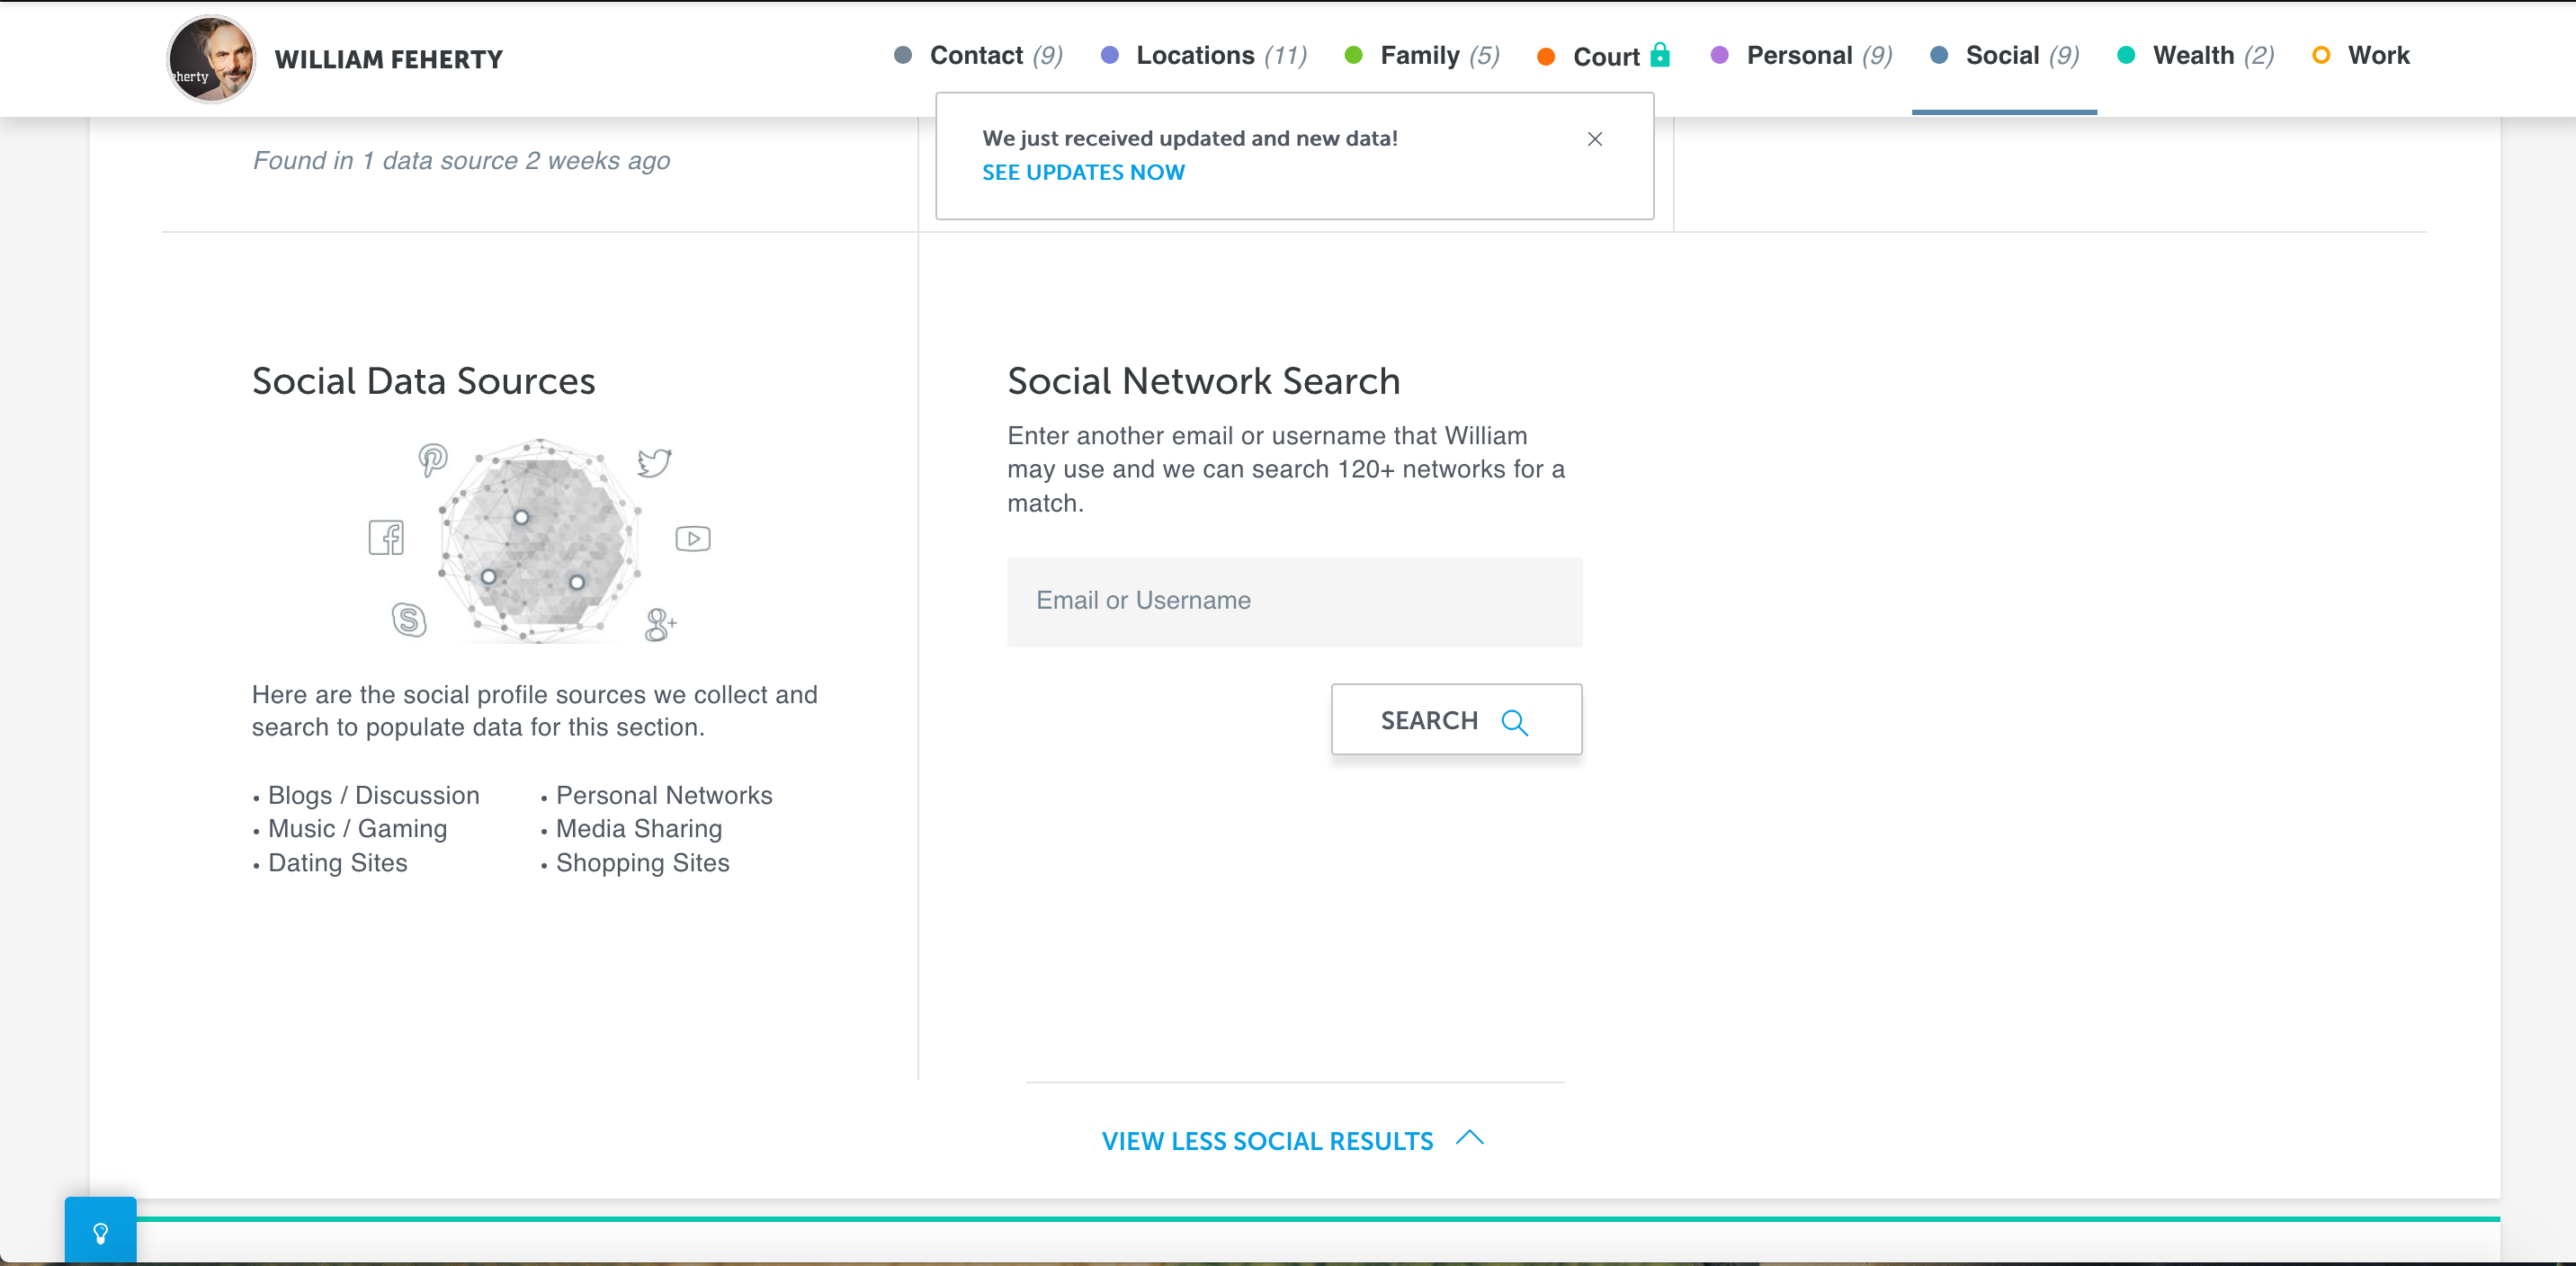 herty
WILLIAM FEHERTY
Contact (9)
Locations (11)
Family (5)
Court
Personal (9)
Social (9)
Wealth (2)
Work
We just received updated and new data!
SEE UPDATES NOW
Found in 1 data source 2 weeks ago
Social Data Sources
Here are the social profile sources we collect and
search to populate data for this section.
• Blogs / Discussion
• Music / Gaming
• Dating Sites
• Personal Networks
• Media Sharing
• Shopping Sites
Social Network Search
Enter another email or username that William
may use and we can search 120+ networks for a
match.
Email or Username
SEARCH
VIEW LESS SOCIAL RESULTS